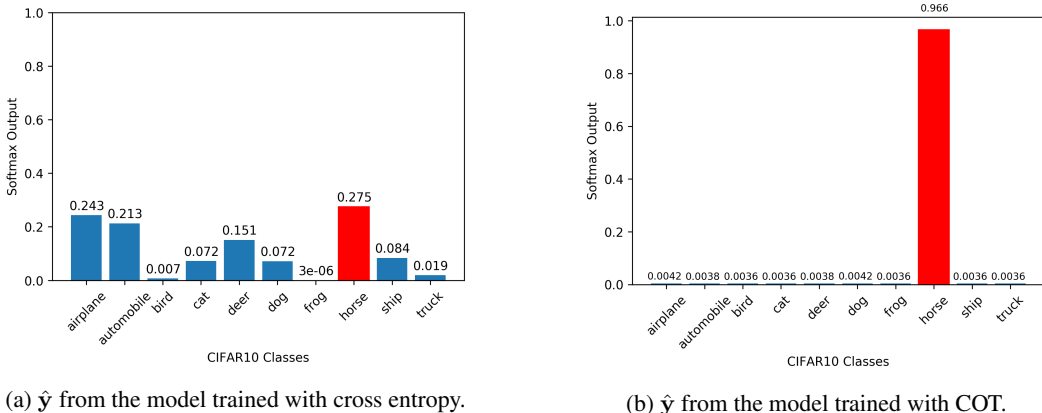 1.0
0.8
0.6
0.4
0.2
0.0
Softmax Output
0.243
0.213
0.007
0.072
0.151
0.072
3e-06
0.275
0.084
0.019
airplane
automobile
bird
cat
deer
dog
frog
horse
ship
truck
CIFAR10 Classes
(a) ŷ from the model trained with cross entropy.
0.966
1.0
0.8
0.6
0.4
0.2
0.0
Softmax Output
0.0042
0.0038
0.0036
0.0036
0.0038
0.0042
0.0036
0.0036
0.0036
airplane
automobile
bird
cat
deer
dog
frog
horse
ship
truck
CIFAR10 Classes
(b) ŷ from the model trained with COT.